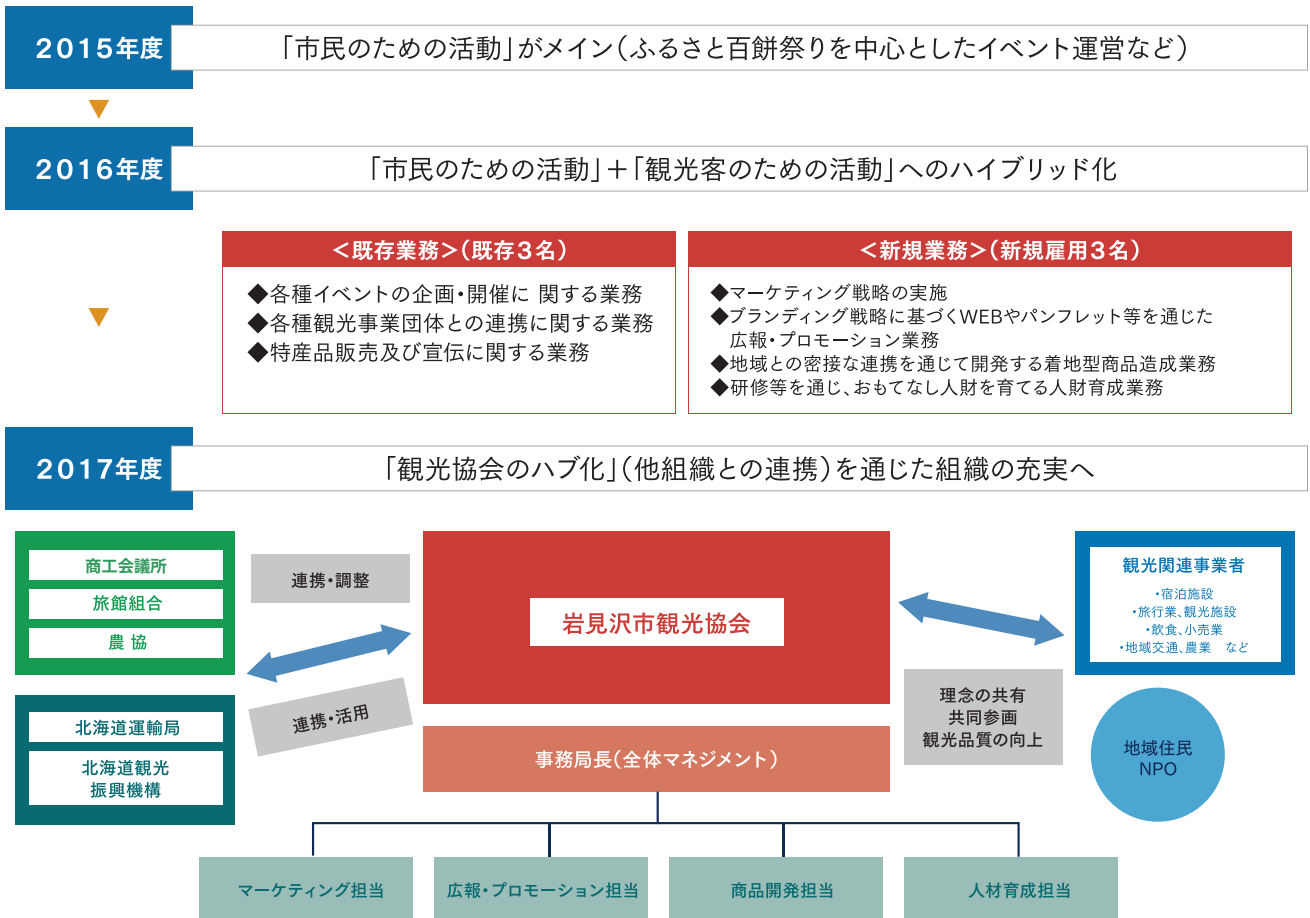 2015年度
「市民のための活動」がメイン(ふるさと百餅祭りを中心としたイベント運営など)
2016年度
「市民のための活動」+「観光客のための活動」へのハイブリッド化
<既存業務>(既存3名)
◆各種イベントの企画・開催に 関する業務
◆各種観光事業団体との連携に関する業務
◆特産品販売及び宣伝に関する業務
<新規業務>(新規雇用3名)
◆マーケティング戦略の実施
◆ブランディング戦略に基づくWEBやパンフレット等を通じた
広報・プロモーション業務
◆地域との密接な連携を通じて開発する着地型商品造成業務
◆研修等を通じ、おもてなし人財を育てる人財育成業務
2017年度
「観光協会のハブ化」(他組織との連携)を通じた組織の充実へ
商工会議所
旅館組合
農 協
北海道運輸局
北海道観光
振興機構
連携・調整
連携・活用
岩見沢市観光協会
事務局長(全体マネジメント)
理念の共有
共同参画
観光品質の向上
観光関連事業者
・宿泊施設
・旅行業、観光施設
・飲食、小売業
・地域交通、農業 など
地域住民
NPO
マーケティング担当
広報・プロモーション担当
商品開発担当
人材育成担当